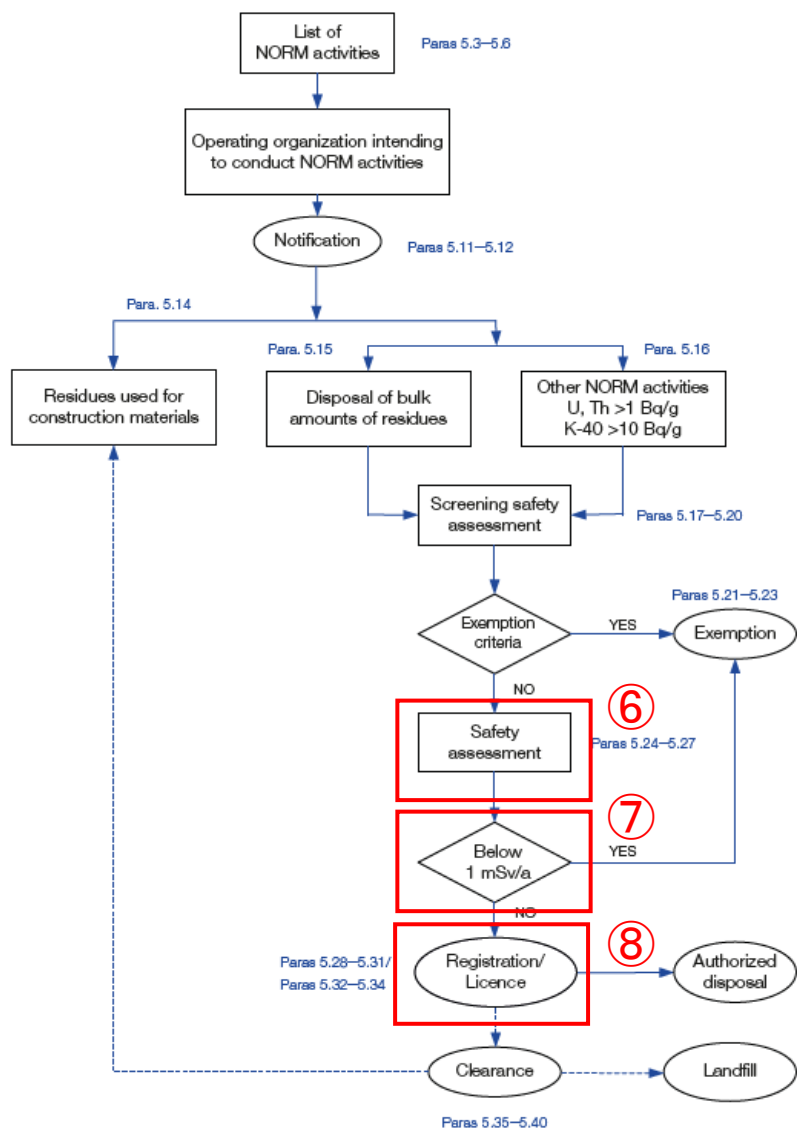 List of
NORM activities
Paras 5.3–5.6
Operating organization intending
to conduct NORM activities
Notification
Paras 5.11–5.12
Para. 5.14
Para. 5.15
Para. 5.16
Residues used for
construction materials
Disposal of bulk
amounts of residues
Other NORM activities
U, Th >1 Bq/g
K-40 >10 Bq/g
Screening safety
assessment
Paras 5.17–5.20
Exemption
criteria
YES
Paras 5.21–5.23
Exemption
NO
⑥
Safety
assessment
Paras 5.24–5.27
⑦
Below
1 mSv/a
YES
NO
⑧
Paras 5.28–5.31/
Paras 5.32–5.34
Registration/
Licence
Authorized
disposal
Clearance
Landfill
Paras 5.35–5.40